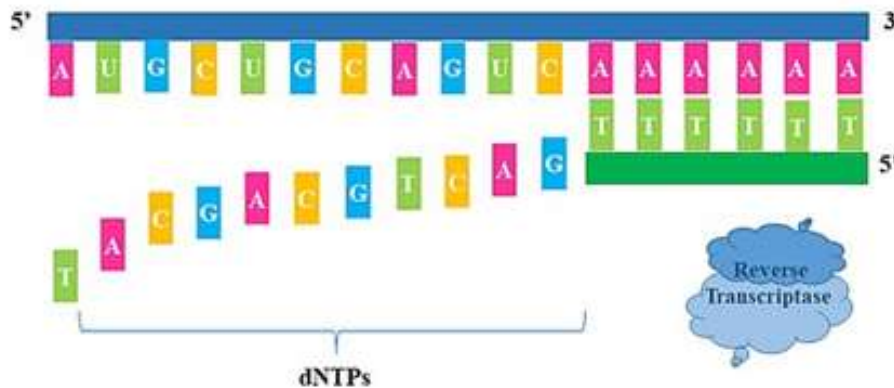 5' 3
A U G C U G C A G U C A A A A A A
T T T T T T
T A C G A C G T C A G
5'
Reverse
Transcriptase
dNTPs